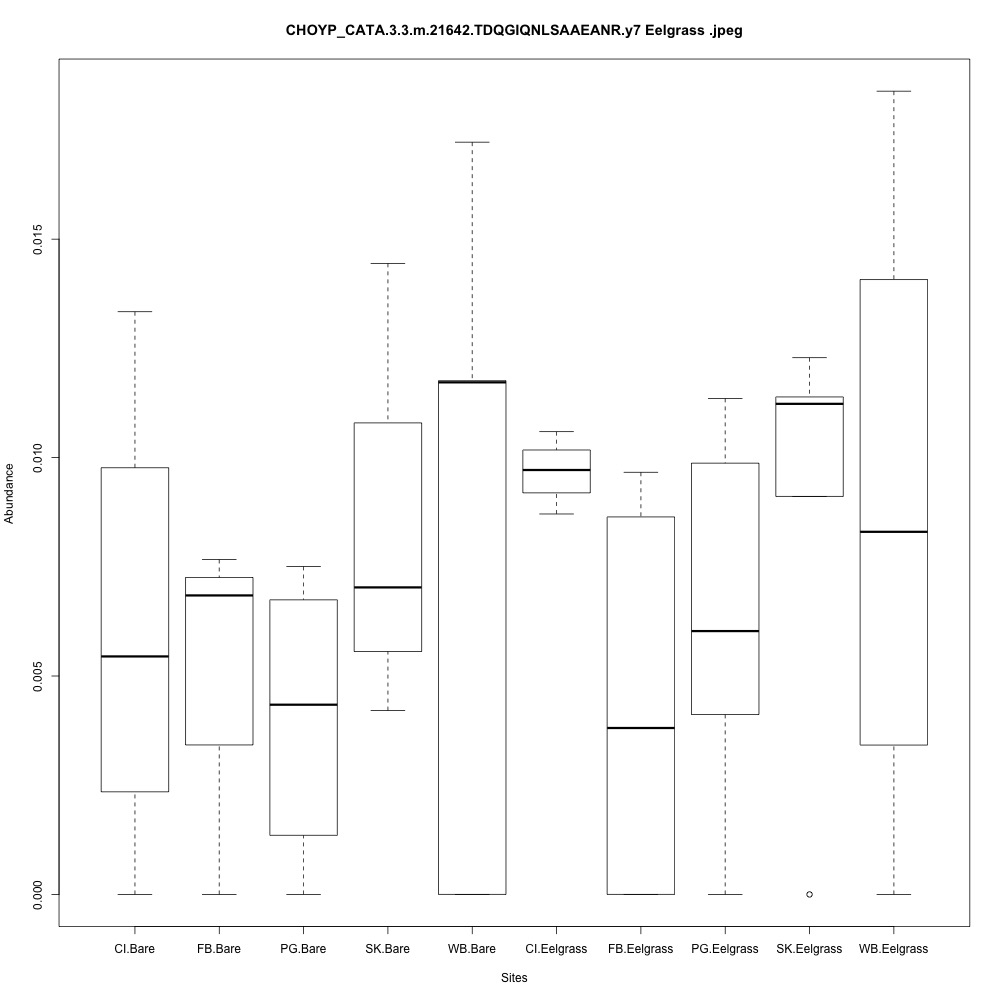 CHOYP_CATA.3.3.m.21642.TDQGIQNLSAAEANR.y7 Eelgrass .jpeg
Abundance
0.015
0.010
0.005
0.000
CI.Bare FB.Bare PG.Bare SK.Bare WB.Bare CI.Eelgrass FB.Eelgrass PG.Eelgrass SK.Eelgrass WB.Eelgrass
Sites